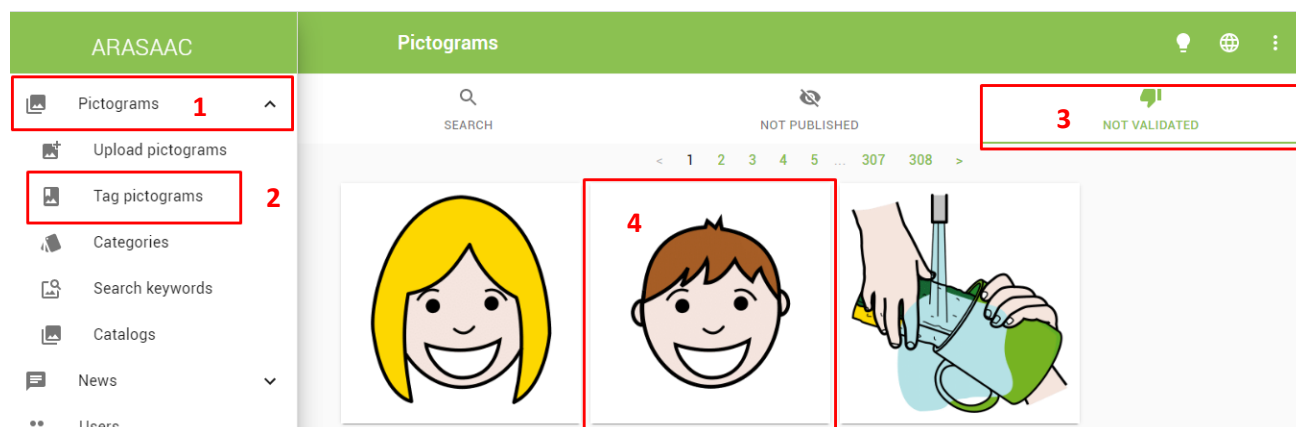 ARASAAC
Pictograms
Pictograms 1
SEARCH
NOT PUBLISHED
3 NOT VALIDATED
Upload pictograms
< 1 2 3 4 5 ... 307 308 >
Tag pictograms 2
4
Categories
Search keywords
Catalogs
News
Users